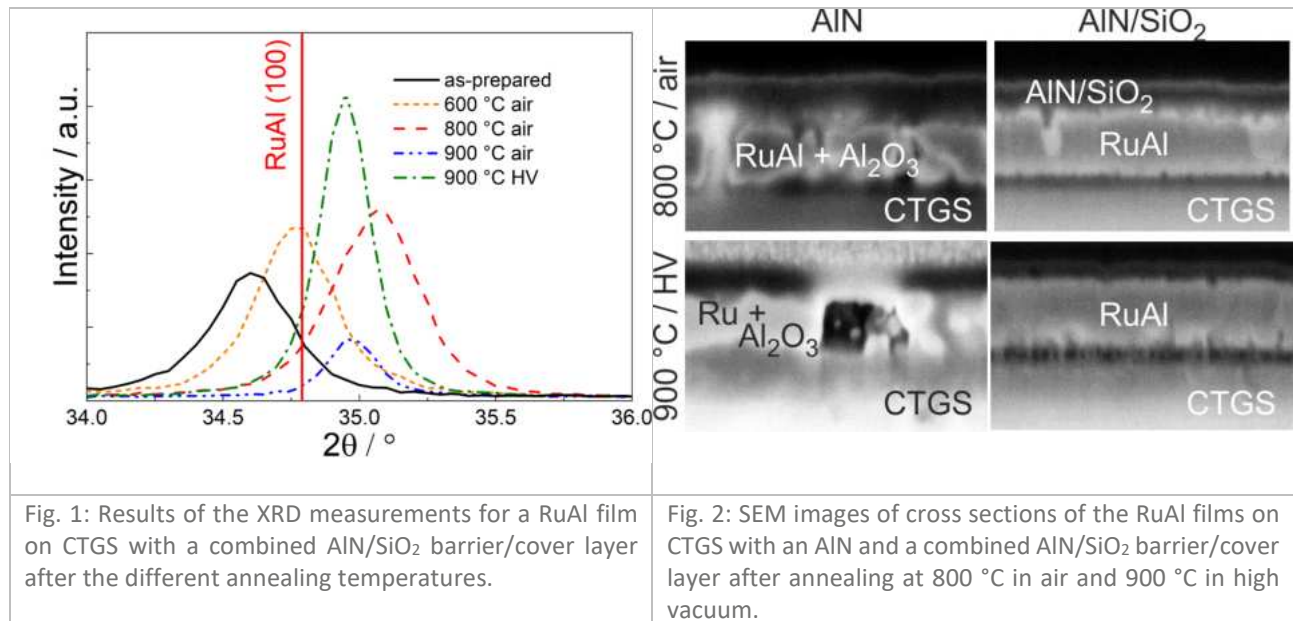 Intensity / a.u.
RuAl (100)
as-prepared
600 °C air
800 °C air
900 °C air
900 °C HV
34.0 34.5 35.0 35.5 36.0
2θ / °
AlN AlN/SiO₂
800 °C / air
RuAl + Al₂O₃
CTGS
AlN/SiO₂
RuAl
CTGS
900 °C / HV
Ru +
Al₂O₃
CTGS
RuAl
CTGS
Fig. 1: Results of the XRD measurements for a RuAl film
on CTGS with a combined AlN/SiO₂ barrier/cover layer
after the different annealing temperatures.
Fig. 2: SEM images of cross sections of the RuAl films on
CTGS with an AlN and a combined AlN/SiO₂ barrier/cover
layer after annealing at 800 °C in air and 900 °C in high
vacuum.